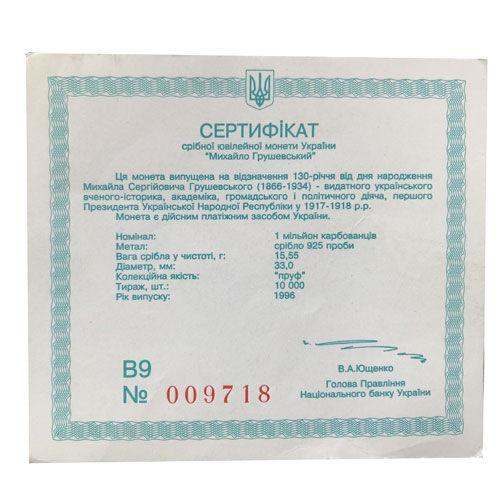 СЕРТИФІКАТ
срібної ювілейної монети України
"Михайло Грушевський"
Ця монета випущена на відзначення 130-річчя від дня народження
Михайла Сергійовича Грушевського (1866-1934) - видатного українського
вченого-історика, академіка, громадського і політичного діяча, першого
Президента Української Народної Республіки у 1917-1918 р.р.
Монета є дійсним платіжним засобом України.
Номінал: 1 мільйон карбованців
Метал: срібло 925 проби
Вага срібла у чистоті, г: 15,55
Діаметр, мм: 33,0
Колекційна якість: "пруф"
Тираж, шт.: 10 000
Рік випуску: 1996
В.А.Ющенко
В9
Голова Правління
№ 009718
Національного банку України